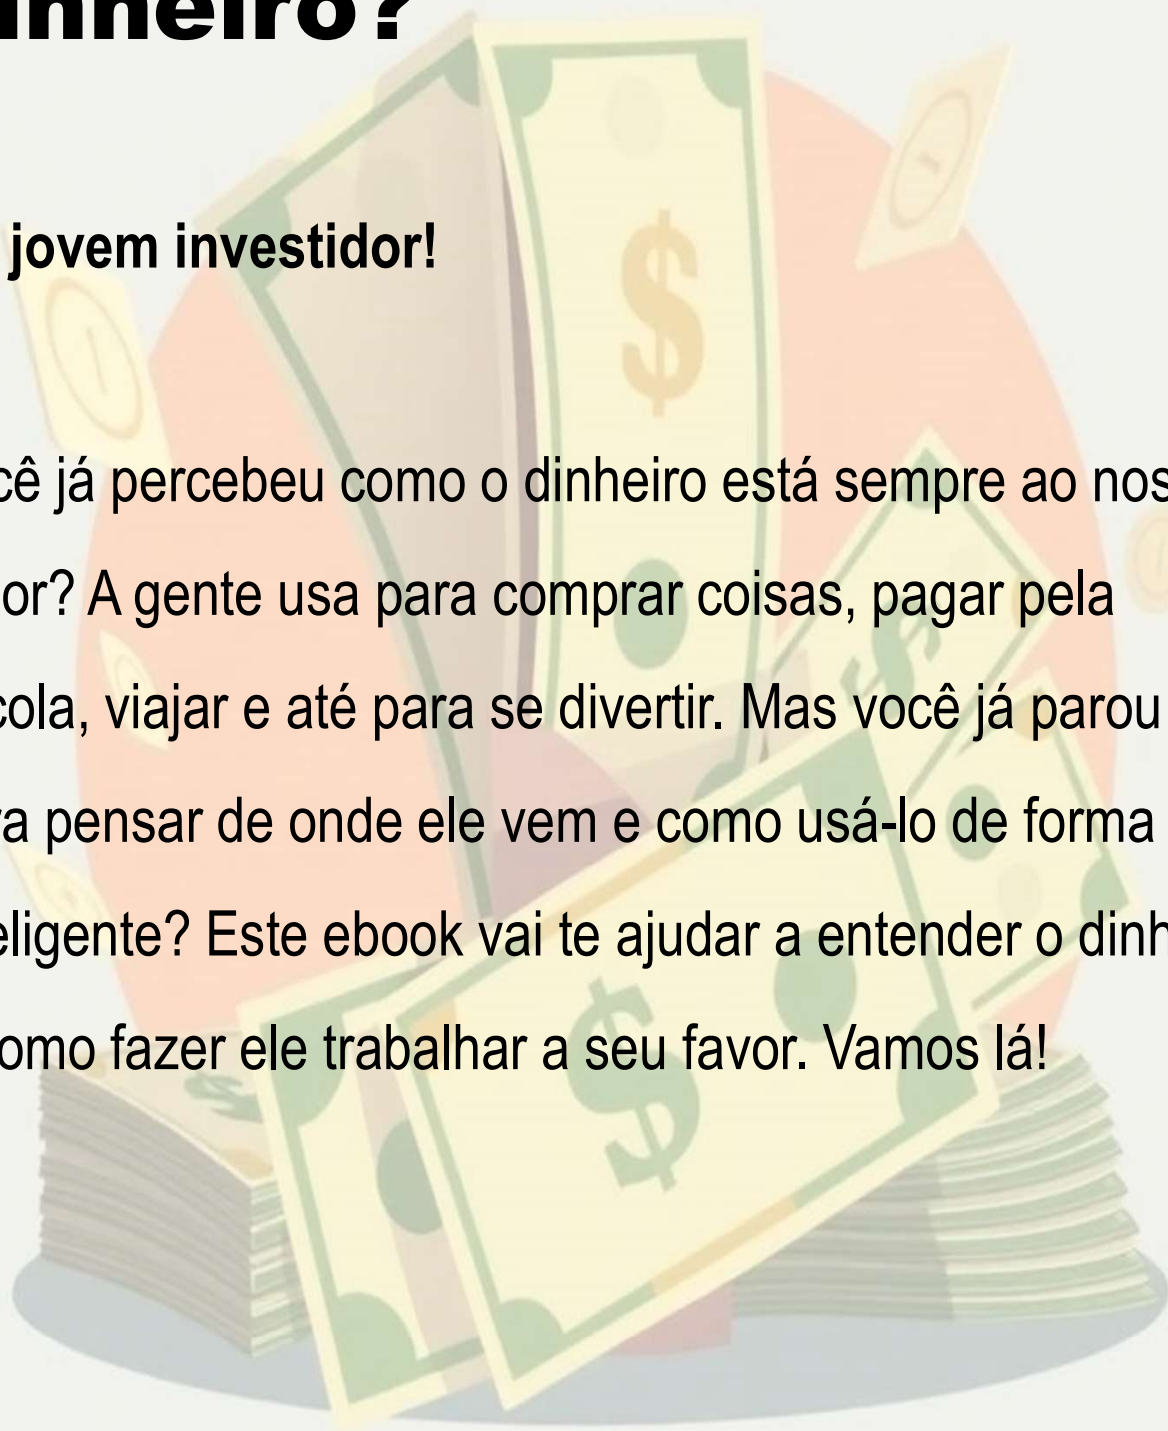 inheiro?
jovem investidor!
cê já percebeu como o dinheiro está sempre ao nos
or? A gente usa para comprar coisas, pagar pela
cola, viajar e até para se divertir. Mas você já parou
ra pensar de onde ele vem e como usá-lo de forma
eligente? Este ebook vai te ajudar a entender o dinh
omo fazer ele trabalhar a seu favor. Vamos lá!